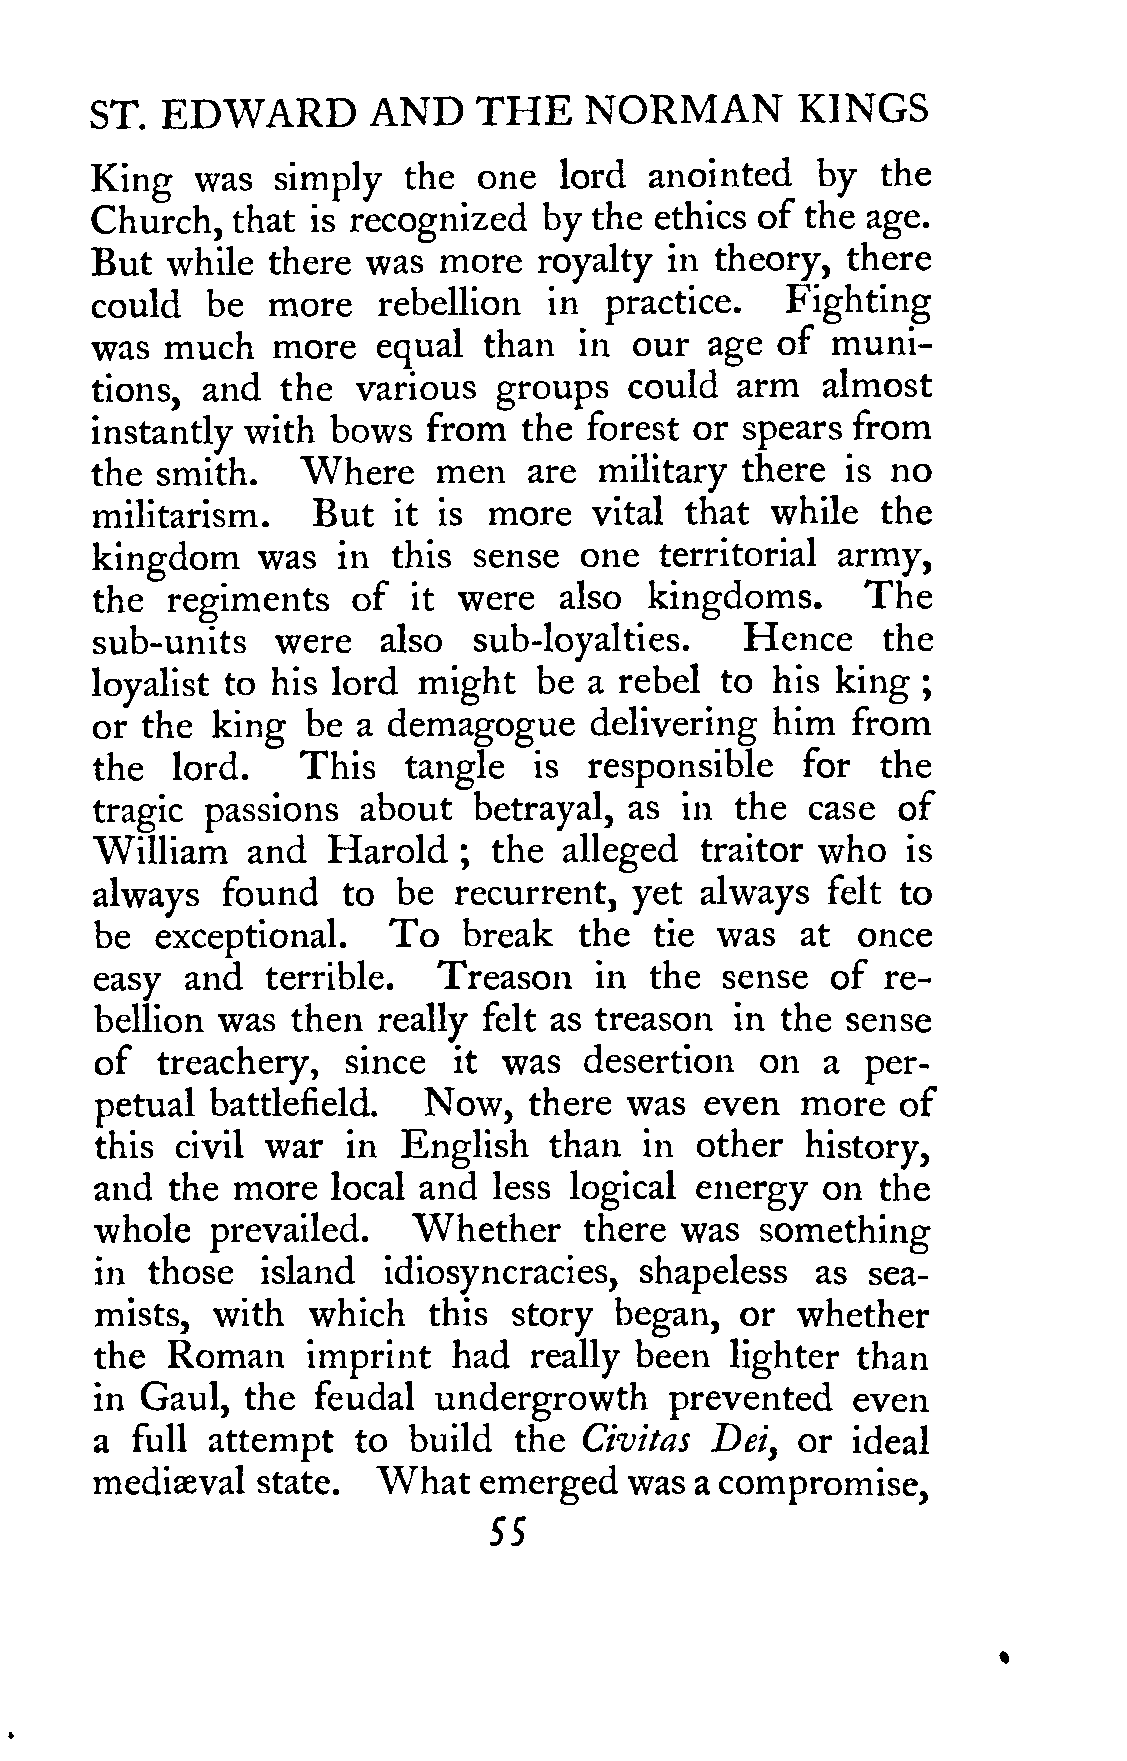 ST. EDWARD AND THE NORMAN KINGS
King was simply the one lord anointed by the
Church, that is recognized by the ethics of the age.
But while there was more royalty in theory, there
could be more rebellion in practice. Fighting
was much more equal than in our age of muni-
tions, and the various groups could arm almost
instantly with bows from the forest or spears from
the smith. Where men are military there is no
militarism. But it is more vital that while the
kingdom was in this sense one territorial army,
the regiments of it were also kingdoms. The
sub-units were also sub-loyalties. Hence the
loyalist to his lord might be a rebel to his king ;
or the king be a demagogue delivering him from
the lord. This tangle is responsible for the
tragic passions about betrayal, as in the case of
William and Harold ; the alleged traitor who is
always found to be recurrent, yet always felt to
be exceptional. To break the tie was at once
easy and terrible. Treason in the sense of re-
bellion was then really felt as treason in the sense
of treachery, since it was desertion on a per-
petual battlefield. Now, there was even more of
this civil war in English than in other history,
and the more local and less logical energy on the
whole prevailed. Whether there was something
in those island idiosyncracies, shapeless as sea-
mists, with which this story began, or whether
the Roman imprint had really been lighter than
in Gaul, the feudal undergrowth prevented even
a full attempt to build the Civitas Dei, or ideal
mediæval state. What emerged was a compromise,
55